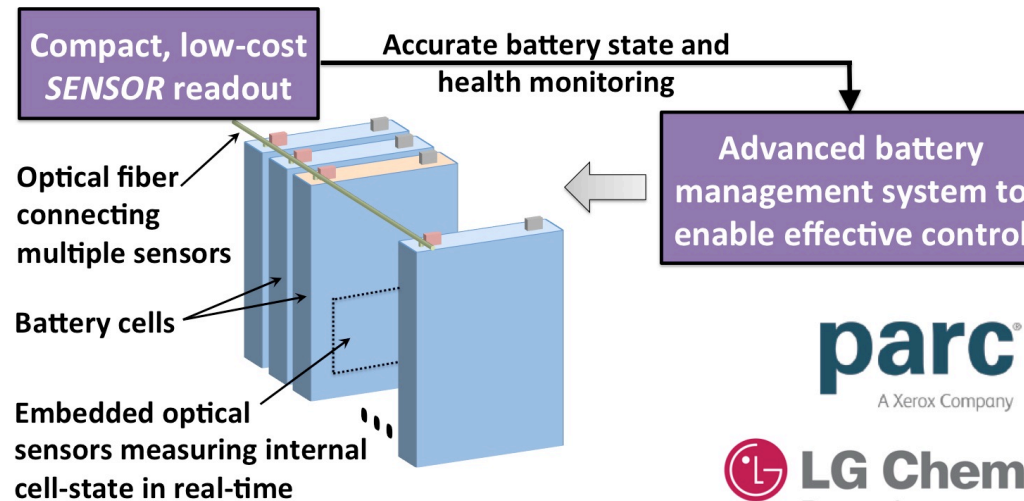 Compact, low-cost
SENSOR readout
Accurate battery state and
health monitoring
Advanced battery
management system to
enable effective control
Optical fiber
connecting
multiple sensors
Battery cells
Embedded optical
sensors measuring internal
cell-state in real-time
parc®
A Xerox Company
LG Chem